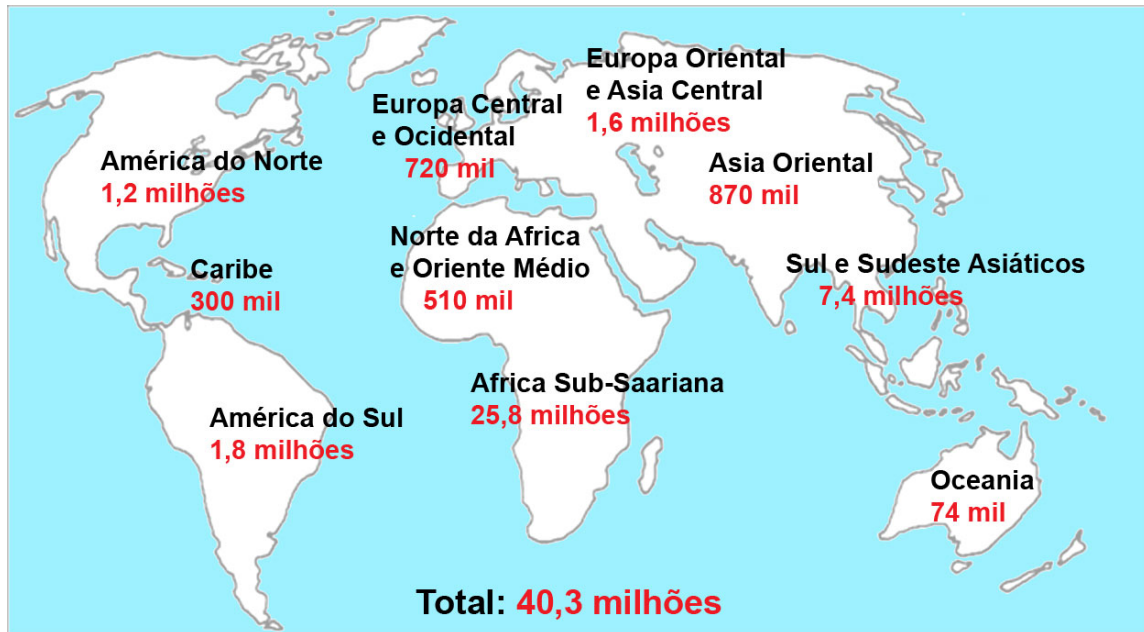 Europa Oriental
e Asia Central
1,6 milhões
Europa Central
e Ocidental
720 mil
América do Norte
1,2 milhões
Asia Oriental
870 mil
Norte da Africa
e Oriente Médio
510 mil
Caribe
300 mil
Sul e Sudeste Asiáticos
7,4 milhões
Africa Sub-Saariana
25,8 milhões
América do Sul
1,8 milhões
Oceania
74 mil
Total: 40,3 milhões